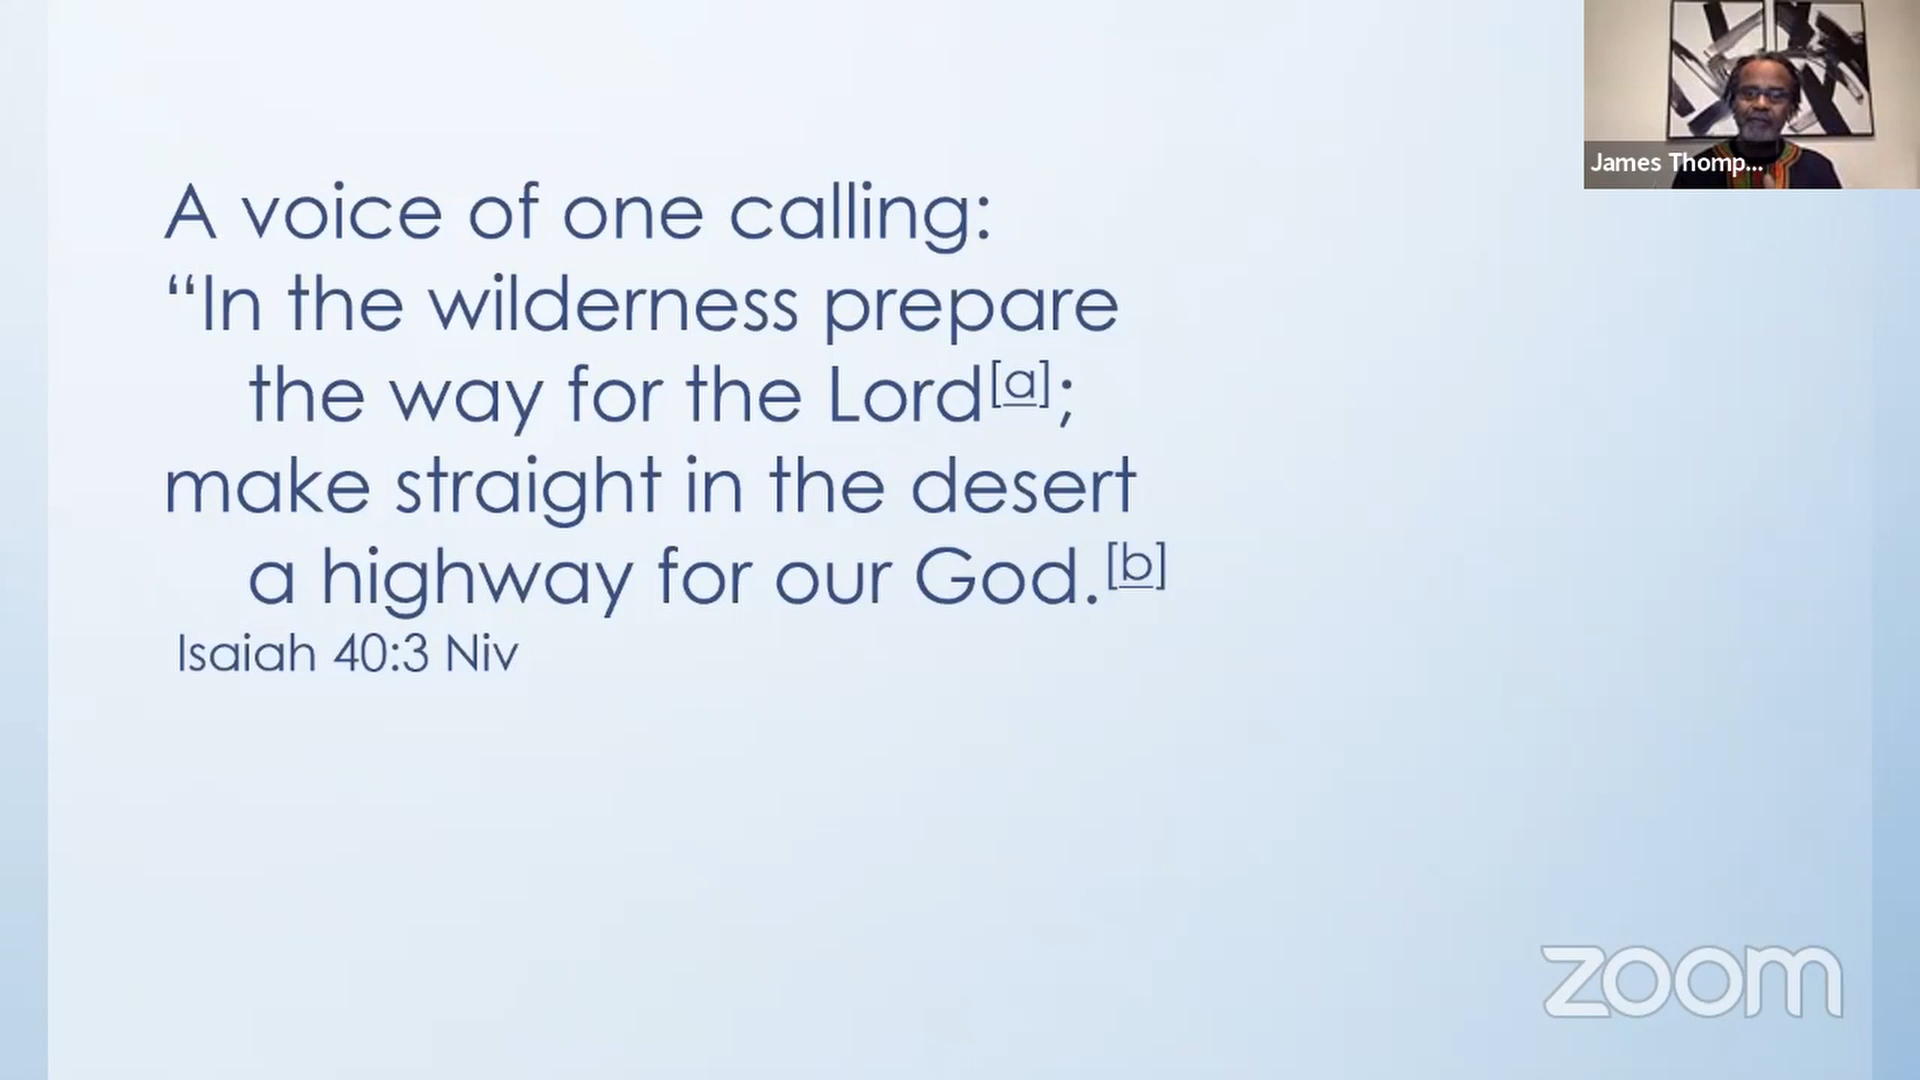 A voice of one calling:
“In the wilderness prepare
the way for the Lord[a];
make straight in the desert
a highway for our God.[b]
Isaiah 40:3 Niv
James Thomp...
zoom